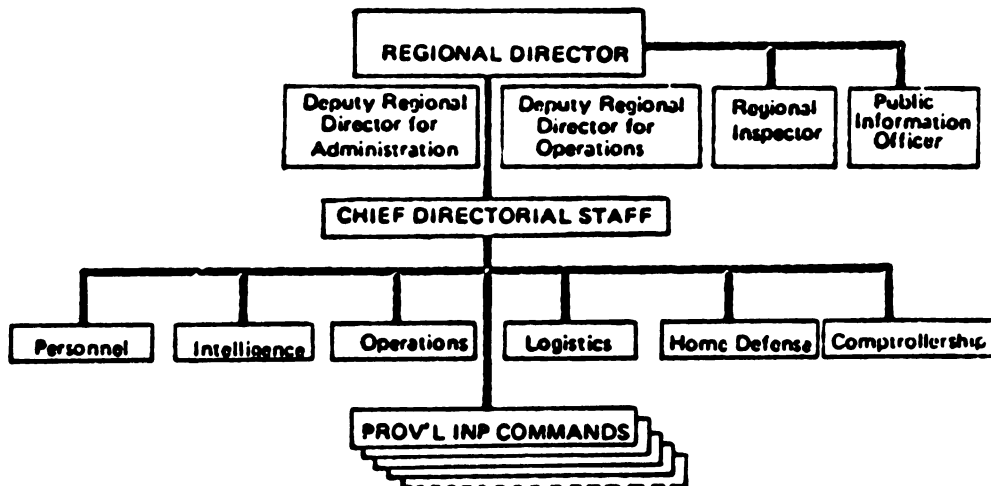 REGIONAL DIRECTOR
Deputy Regional
Director for
Administration
Deputy Regional
Director for
Operations
Regional
Inspector
Public
Information
Officer
CHIEF DIRECTORIAL STAFF
Personnel
Intelligence
Operations
Logistics
Home Defense
Comptrollership
PROV'L INP COMMANDS